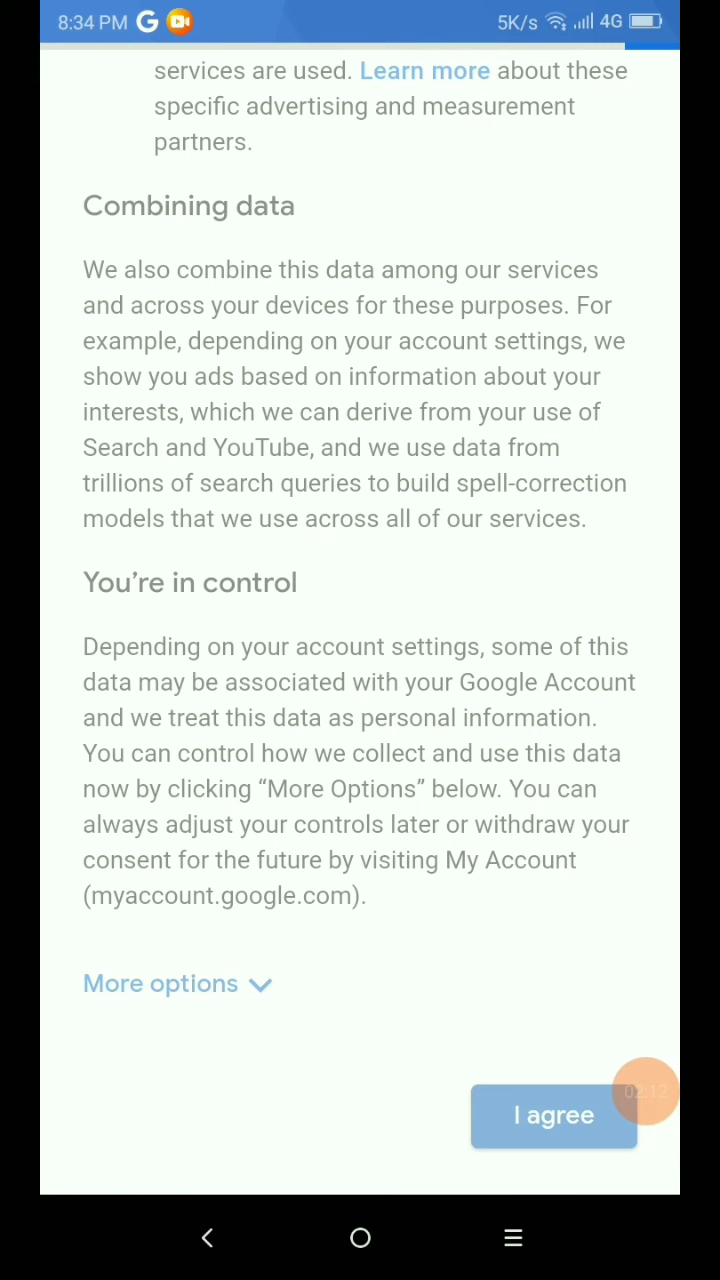 8:34 PM G 5K/s 4G
services are used. Learn more about these
specific advertising and measurement
partners.
Combining data
We also combine this data among our services
and across your devices for these purposes. For
example, depending on your account settings, we
show you ads based on information about your
interests, which we can derive from your use of
Search and YouTube, and we use data from
trillions of search queries to build spell-correction
models that we use across all of our services.
You’re in control
Depending on your account settings, some of this
data may be associated with your Google Account
and we treat this data as personal information.
You can control how we collect and use this data
now by clicking “More Options” below. You can
always adjust your controls later or withdraw your
consent for the future by visiting My Account
(myaccount.google.com).
More options
02:12
I agree